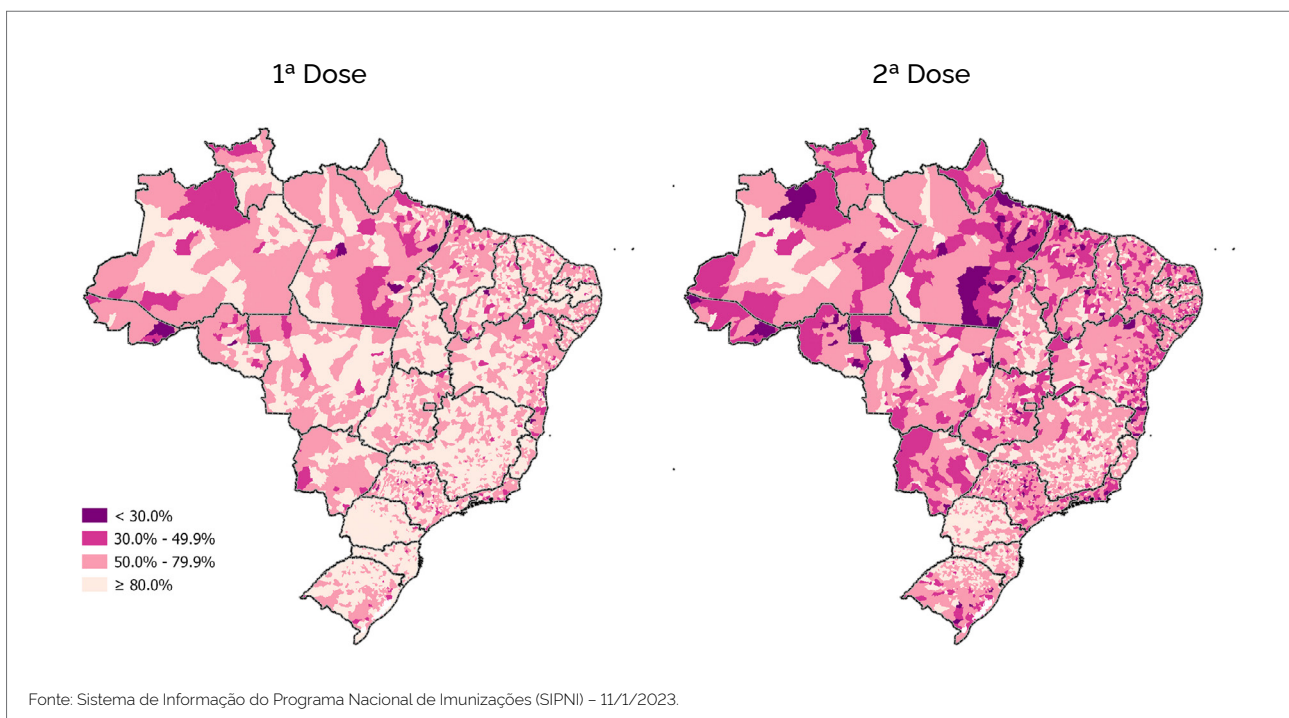 1ª Dose
2ª Dose
< 30.0%
30.0% - 49.9%
50.0% - 79.9%
≥ 80.0%
Fonte: Sistema de Informação do Programa Nacional de Imunizações (SIPNI) – 11/1/2023.